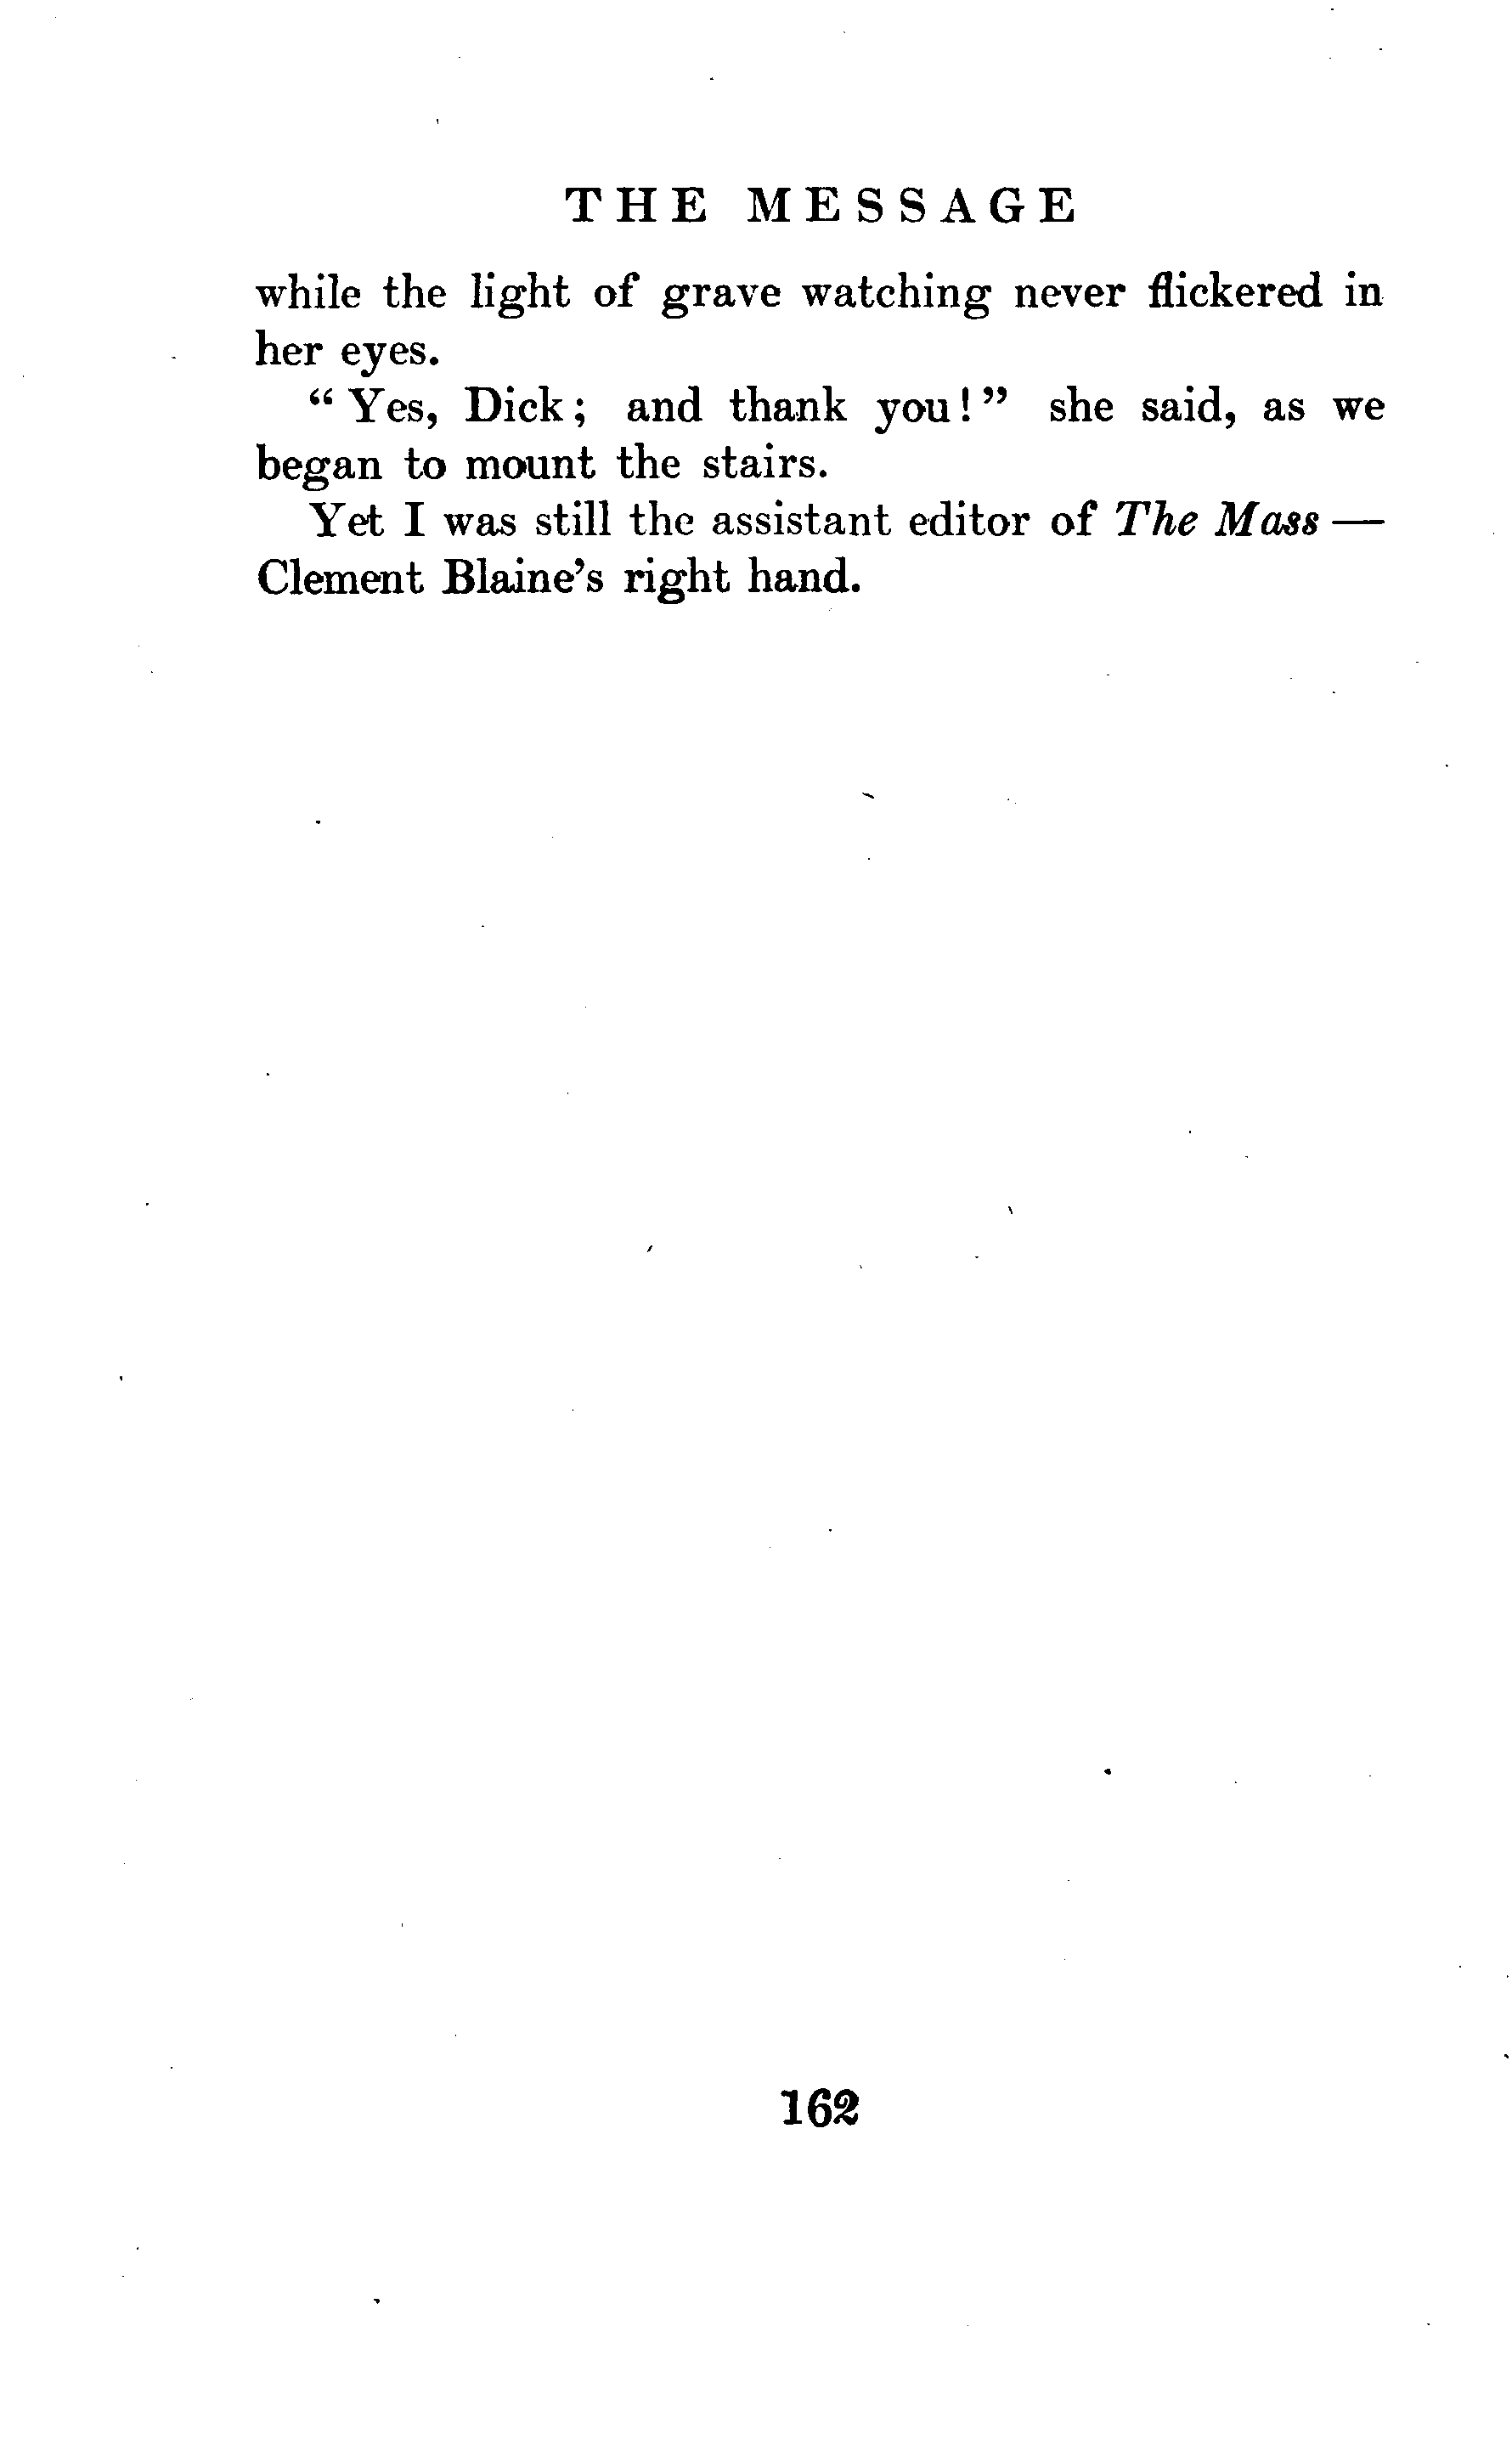 THE MESSAGE
while the light of grave watching never flickered in
her eyes.
“ Yes, Dick ; and thank you ! ” she said, as we
began to mount the stairs.
Yet I was still the assistant editor of The Mass —
Clement Blaine’s right hand.
162